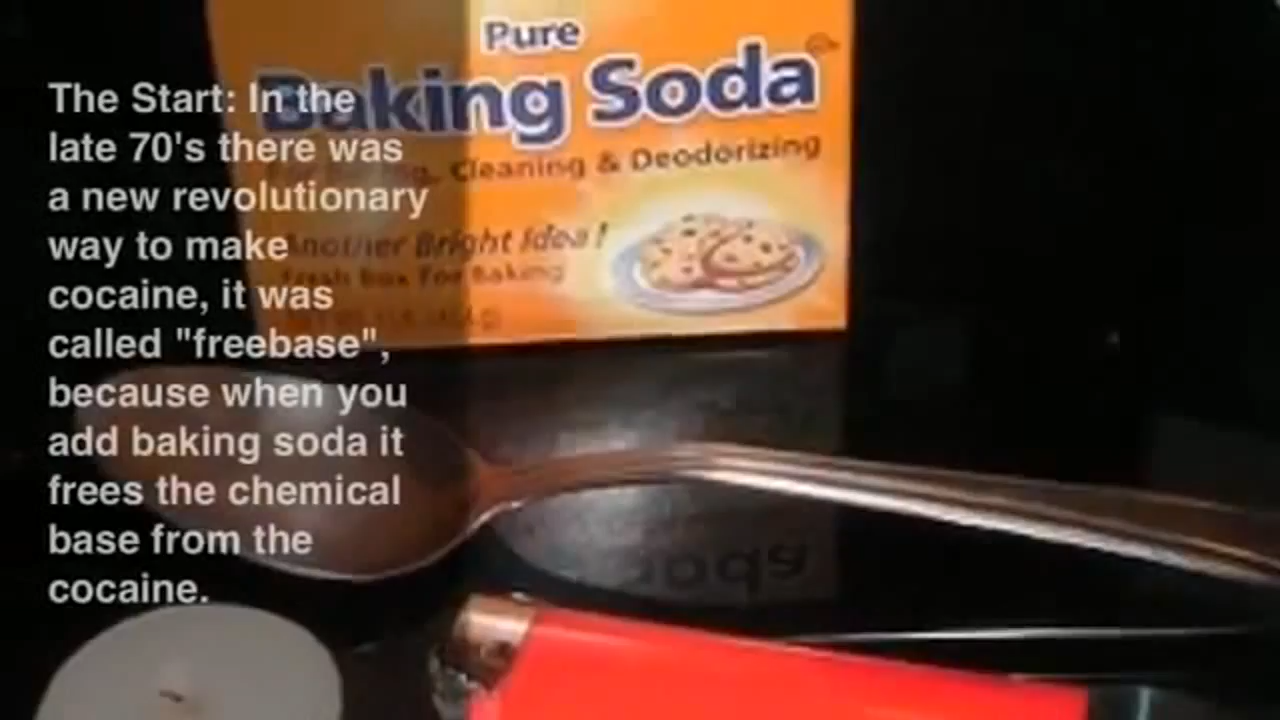 Pure
Baking Soda
Cleaning & Deodorizing
Another Bright Idea!
Fresh Box For Baking
The Start: In the
late 70's there was
a new revolutionary
way to make
cocaine, it was
called "freebase",
because when you
add baking soda it
frees the chemical
base from the
cocaine.